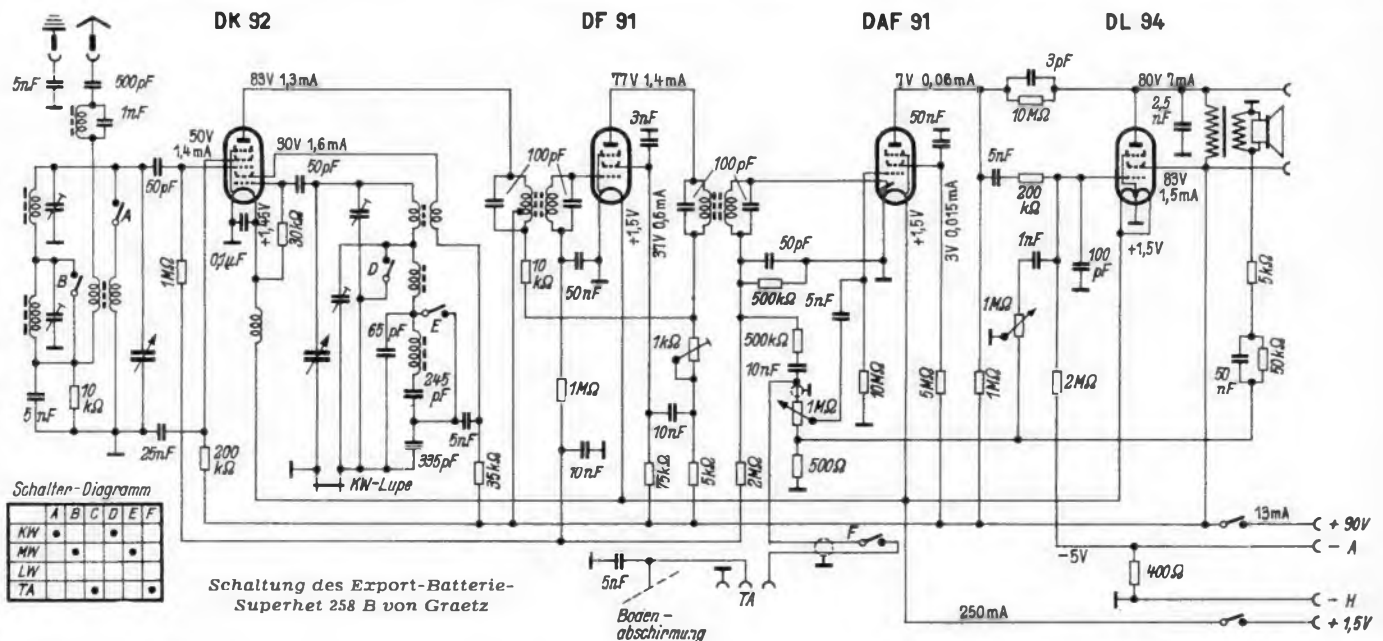 DK 92
DF 91
DAF 91
DL 94
5nF
500pF
1nF
83V 1,3mA
50V
1,4mA
90V 1,6mA
50pF
50pF
0,1µF
+1,45V
30kΩ
1MΩ
A
B
10
kΩ
5nF
25nF
200
kΩ
D
E
65pF
245
pF
335pF
5nF
35kΩ
KW-Lupe
100pF
77V 1,4mA
3nF
+1,5V
37V 0,6mA
10
kΩ
50nF
1MΩ
10nF
100pF
1kΩ
10nF
75kΩ
5kΩ
2MΩ
50pF
500kΩ
500kΩ
10nF
5nF
1MΩ
500Ω
10MΩ
7V 0,06mA
50nF
+1,5V
3V 0,015mA
5MΩ
1MΩ
3pF
10MΩ
5nF
200
kΩ
1nF
1MΩ
100
pF
2MΩ
80V 7mA
2,5
nF
83V
1,5mA
+1,5V
5kΩ
50
nF
50kΩ
Schalter-Diagramm
A B C D E F
KW
MW
LW
TA
Schaltung des Export-Batterie-
Superhet 258 B von Graetz
5nF
Boden-
abschirmung
TA
F
13mA
+ 90V
- A
-5V
400Ω
- H
250mA
+ 1,5V